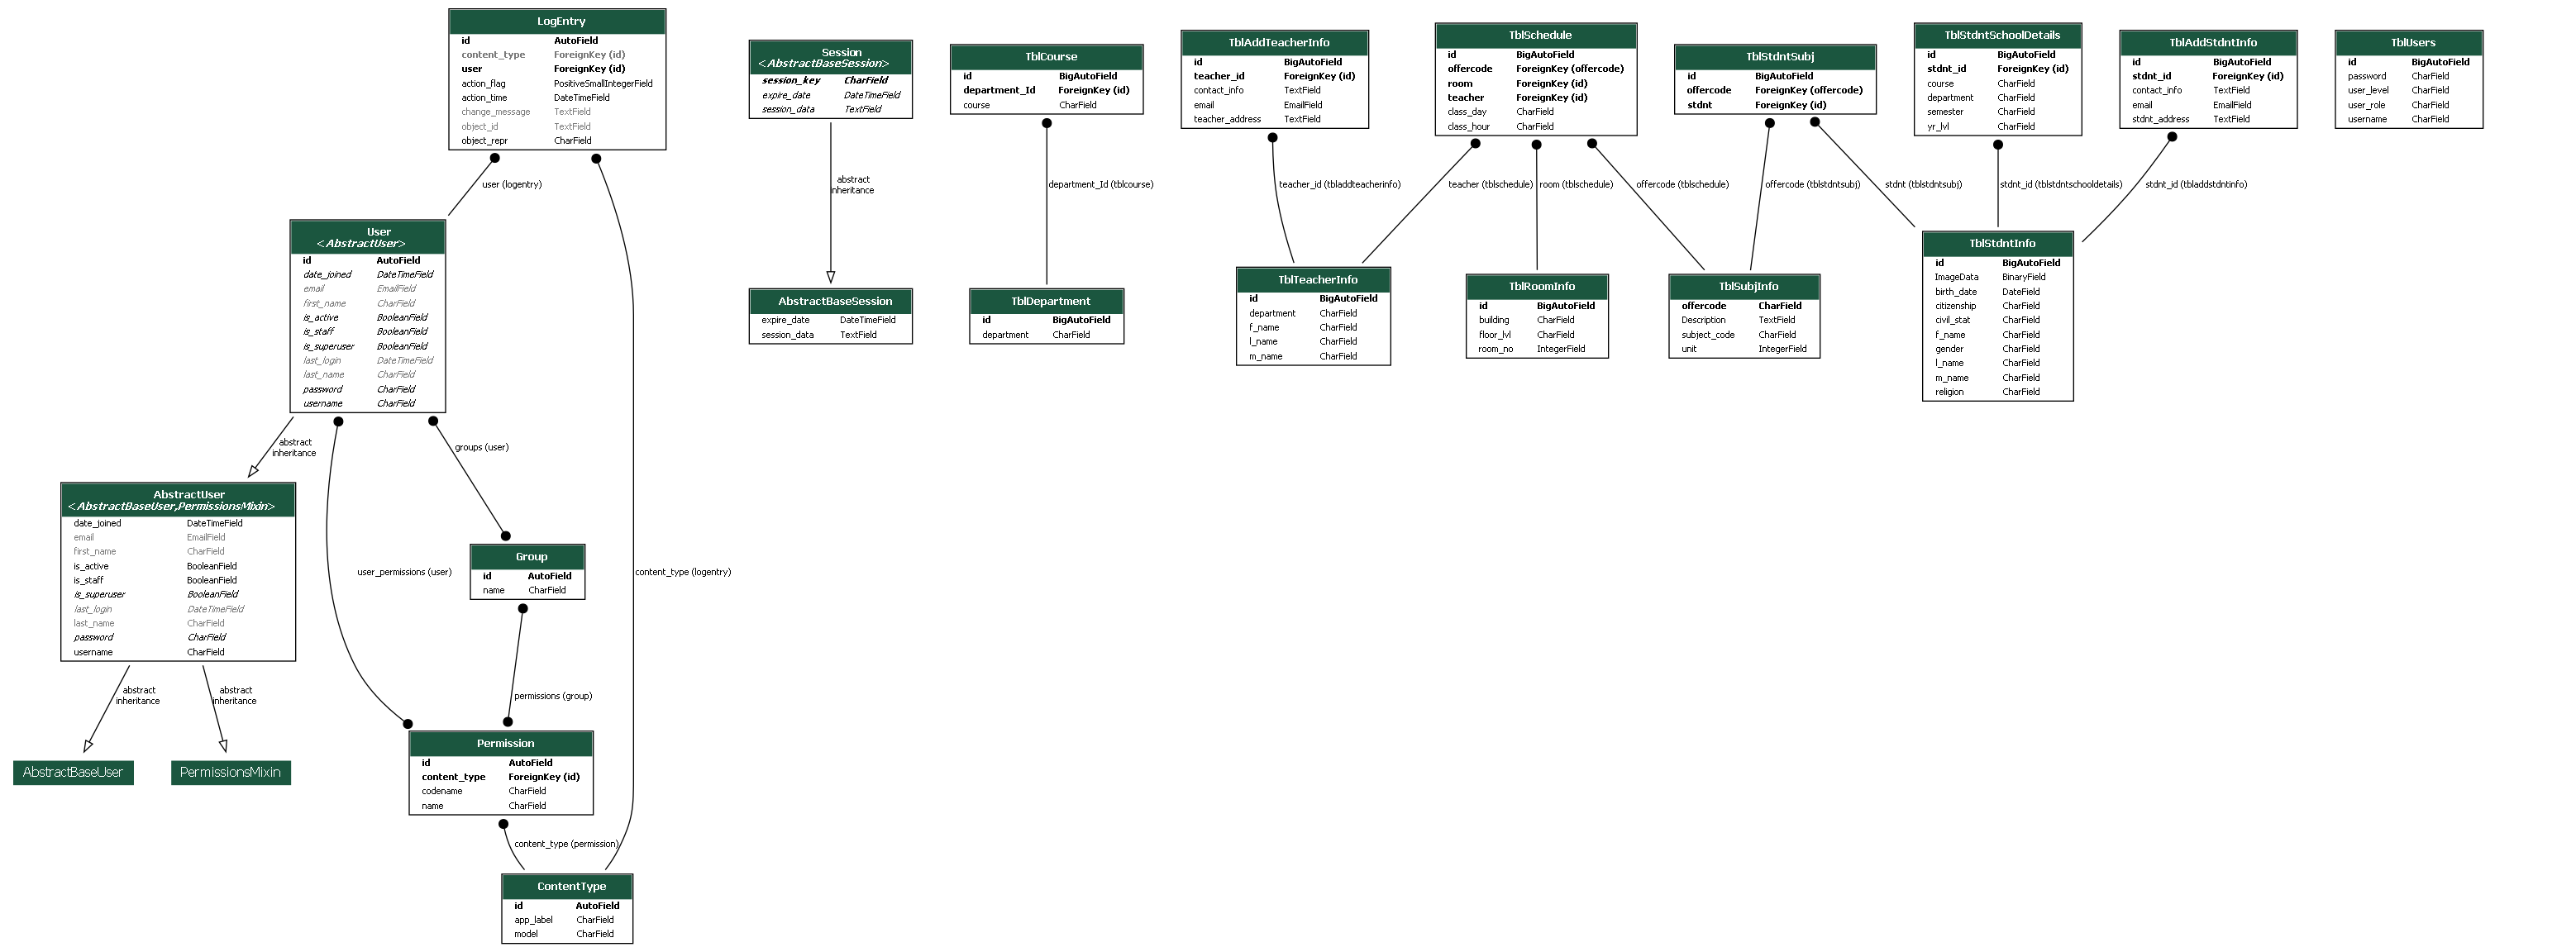 LogEntry
id AutoField
content_type ForeignKey (id)
user ForeignKey (id)
action_flag PositiveSmallIntegerField
action_time DateTimeField
change_message TextField
object_id TextField
object_repr CharField
Session
<AbstractBaseSession>
session_key CharField
expire_date DateTimeField
session_data TextField
TblCourse
id BigAutoField
department_Id ForeignKey (id)
course CharField
TblAddTeacherInfo
id BigAutoField
teacher_id ForeignKey (id)
contact_info TextField
email EmailField
teacher_address TextField
TblSchedule
id BigAutoField
offercode ForeignKey (offercode)
room ForeignKey (id)
teacher ForeignKey (id)
class_day CharField
class_hour CharField
TblStdntSubj
id BigAutoField
offercode ForeignKey (offercode)
stdnt ForeignKey (id)
TblStdntSchoolDetails
id BigAutoField
stdnt_id ForeignKey (id)
course CharField
department CharField
semester CharField
yr_lvl CharField
TblAddStdntInfo
id BigAutoField
stdnt_id ForeignKey (id)
contact_info TextField
email EmailField
stdnt_address TextField
TblUsers
id BigAutoField
password CharField
user_level CharField
user_role CharField
username CharField
user (logentry)
abstract
inheritance
department_Id (tblcourse)
teacher_id (tbladdteacherinfo)
teacher (tblschedule)
room (tblschedule)
offercode (tblschedule)
offercode (tblstdntsubj)
stdnt (tblstdntsubj)
stdnt_id (tblstdntschooldetails)
stdnt_id (tbladdstdntinfo)
User
<AbstractUser>
id AutoField
date_joined DateTimeField
email EmailField
first_name CharField
is_active BooleanField
is_staff BooleanField
is_superuser BooleanField
last_login DateTimeField
last_name CharField
password CharField
username CharField
AbstractBaseSession
expire_date DateTimeField
session_data TextField
TblDepartment
id BigAutoField
department CharField
TblTeacherInfo
id BigAutoField
department CharField
f_name CharField
l_name CharField
m_name CharField
TblRoomInfo
id BigAutoField
building CharField
floor_lvl CharField
room_no IntegerField
TblSubjInfo
offercode CharField
Description TextField
subject_code CharField
unit IntegerField
TblStdntInfo
id BigAutoField
ImageData BinaryField
birth_date DateField
citizenship CharField
civil_stat CharField
f_name CharField
gender CharField
l_name CharField
m_name CharField
religion CharField
abstract
inheritance
groups (user)
AbstractUser
<AbstractBaseUser,PermissionsMixin>
date_joined DateTimeField
email EmailField
first_name CharField
is_active BooleanField
is_staff BooleanField
is_superuser BooleanField
last_login DateTimeField
last_name CharField
password CharField
username CharField
user_permissions (user)
Group
id AutoField
name CharField
content_type (logentry)
abstract
inheritance
abstract
inheritance
permissions (group)
AbstractBaseUser
PermissionsMixin
Permission
id AutoField
content_type ForeignKey (id)
codename CharField
name CharField
content_type (permission)
ContentType
id AutoField
app_label CharField
model CharField